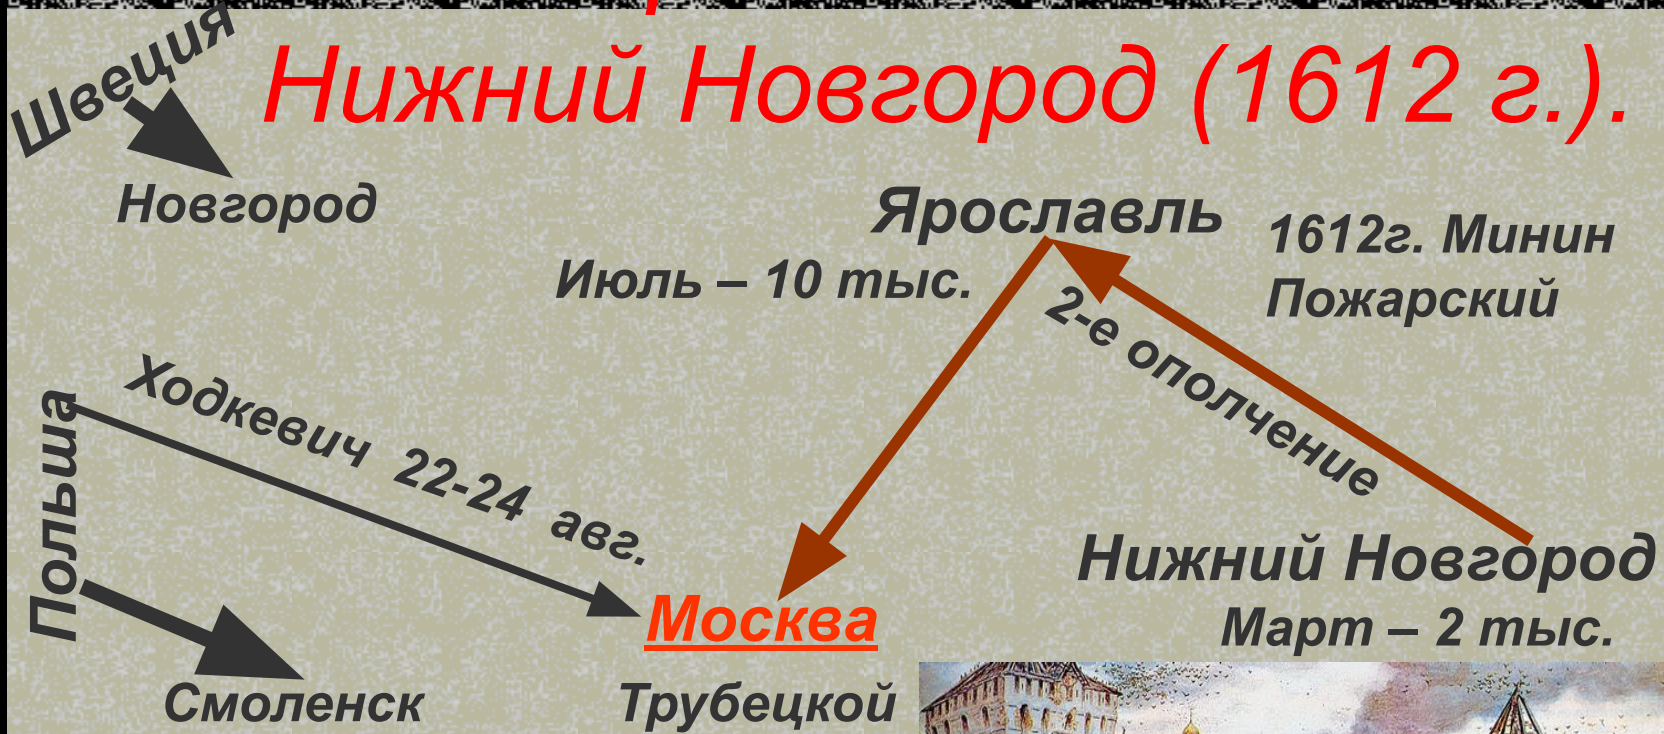 Нижний Новгород (1612 г.).
Швеция
Новгород
Ярославль
1612г. Минин
Пожарский
Июль – 10 тыс.
2-е ополчение
Ходкевич 22-24 авг.
Польша
Нижний Новгород
Март – 2 тыс.
Москва
Смоленск
Трубецкой